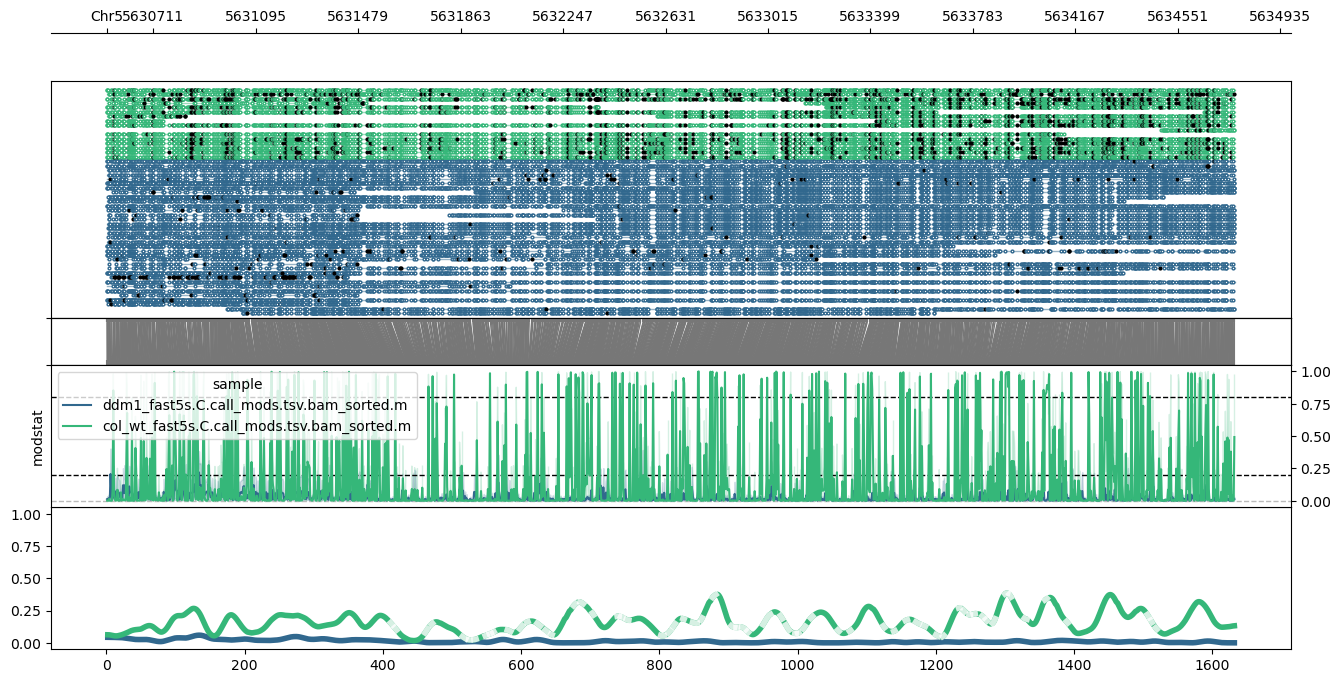 Chr5 5630711 5631095 5631479 5631863 5632247 5632631 5633015 5633399 5633783 5634167 5634551 5634935
sample
ddm1_fast5s.C.call_mods.tsv.bam_sorted.m
col_wt_fast5s.C.call_mods.tsv.bam_sorted.m
modstat
1.00
0.75
0.50
0.25
0.00
1.00
0.75
0.50
0.25
0.00
0 200 400 600 800 1000 1200 1400 1600